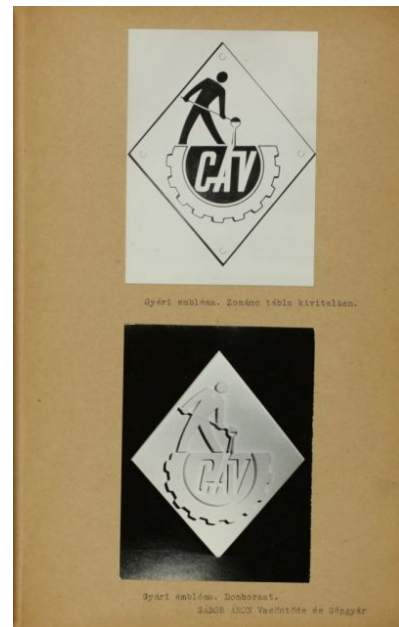 CAV
Gyári embléma. Zománc tábla kivitelben.
CAV
Gyári embléma. Domborzat.
GÁBOR ÁRON Vasöntöde és Gépgyár